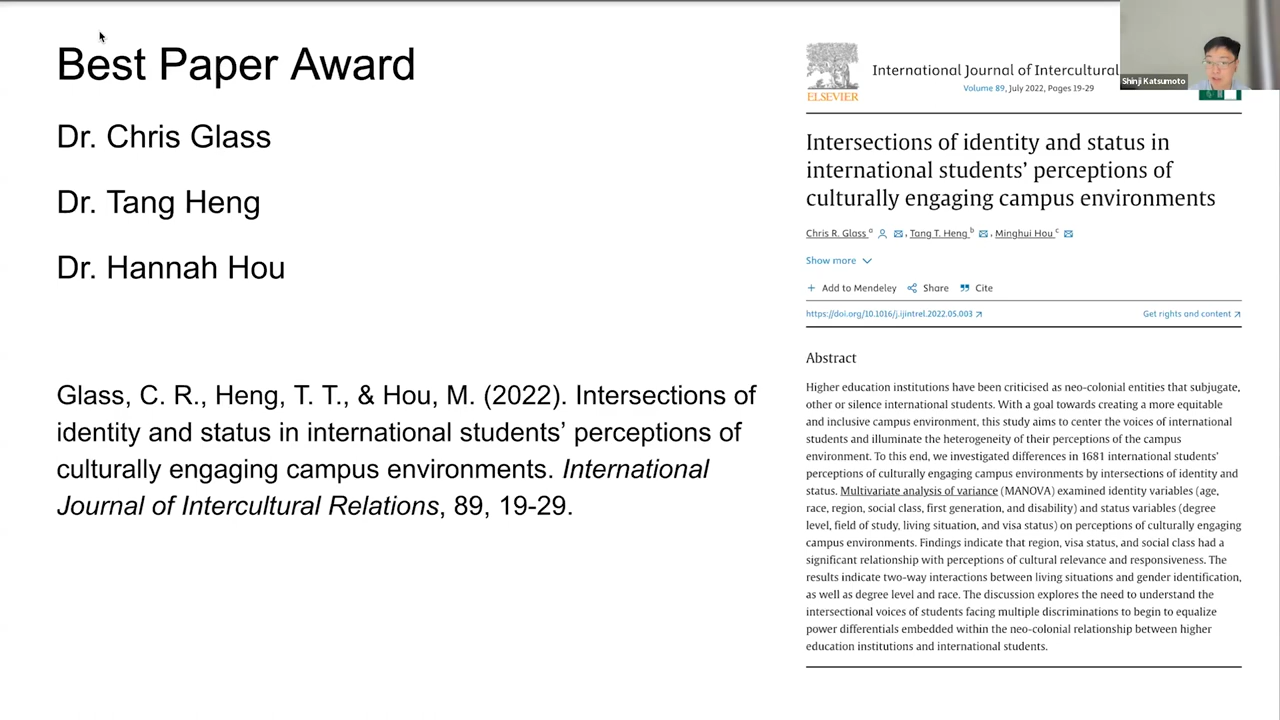 Best Paper Award
Dr. Chris Glass
Dr. Tang Heng
Dr. Hannah Hou
Glass, C. R., Heng, T. T., & Hou, M. (2022). Intersections of
identity and status in international students’ perceptions of
culturally engaging campus environments. International
Journal of Intercultural Relations, 89, 19-29.
ELSEVIER
International Journal of Intercultural
Volume 89, July 2022, Pages 19-29
Shinji Katsumoto
Intersections of identity and status in
international students’ perceptions of
culturally engaging campus environments
Chris R. Glass a, Tang T. Heng b, Minghui Hou c
Show more
+ Add to Mendeley Share Cite
https://doi.org/10.1016/j.ijintrel.2022.05.003 Get rights and content
Abstract
Higher education institutions have been criticised as neo-colonial entities that subjugate,
other or silence international students. With a goal towards creating a more equitable
and inclusive campus environment, this study aims to center the voices of international
students and illuminate the heterogeneity of their perceptions of the campus
environment. To this end, we investigated differences in 1681 international students’
perceptions of culturally engaging campus environments by intersections of identity and
status. Multivariate analysis of variance (MANOVA) examined identity variables (age,
race, region, social class, first generation, and disability) and status variables (degree
level, field of study, living situation, and visa status) on perceptions of culturally engaging
campus environments. Findings indicate that region, visa status, and social class had a
significant relationship with perceptions of cultural relevance and responsiveness. The
results indicate two-way interactions between living situations and gender identification,
as well as degree level and race. The discussion explores the need to understand the
intersectional voices of students facing multiple discriminations to begin to equalize
power differentials embedded within the neo-colonial relationship between higher
education institutions and international students.